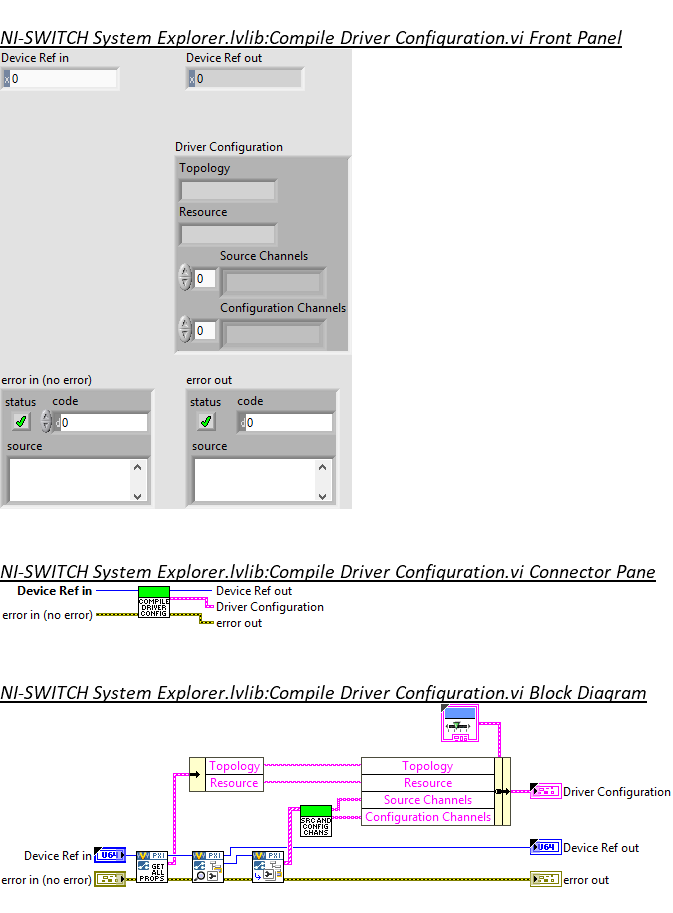 NI-SWITCH System Explorer.lvlib:Compile Driver Configuration.vi Front Panel
Device Ref in
Device Ref out
x 0
x 0
Driver Configuration
Topology
Resource
Source Channels
0
Configuration Channels
0
error in (no error)
error out
status code
status code
d 0
d 0
source
source
NI-SWITCH System Explorer.lvlib:Compile Driver Configuration.vi Connector Pane
Device Ref in
Device Ref out
COMPILE
DRIVER
CONFIG
Driver Configuration
error in (no error)
error out
NI-SWITCH System Explorer.lvlib:Compile Driver Configuration.vi Block Diagram
Topology
Resource
Topology
Resource
Source Channels
Configuration Channels
Driver Configuration
SRC AND
CONFIG
CHANS
Device Ref in
U64
PXI
GET
ALL
PROPS
PXI
PXI
U64
Device Ref out
error in (no error)
error out